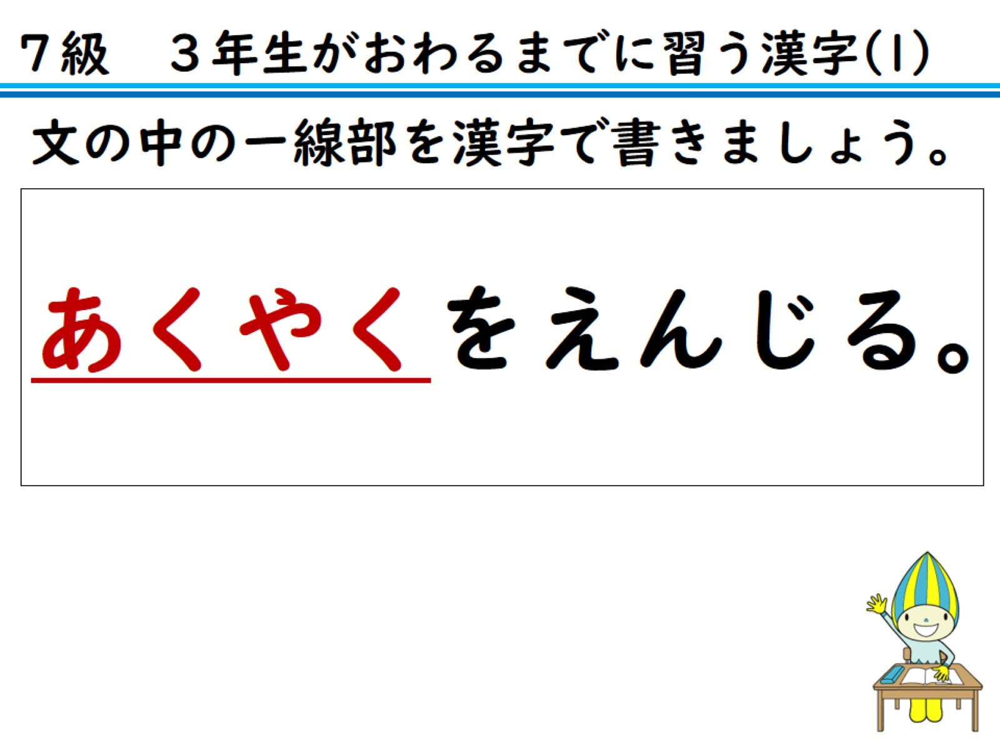 ７級　３年生がおわるまでに習う漢字(1)
文の中の一線部を漢字で書きましょう。
あくやくをえんじる。